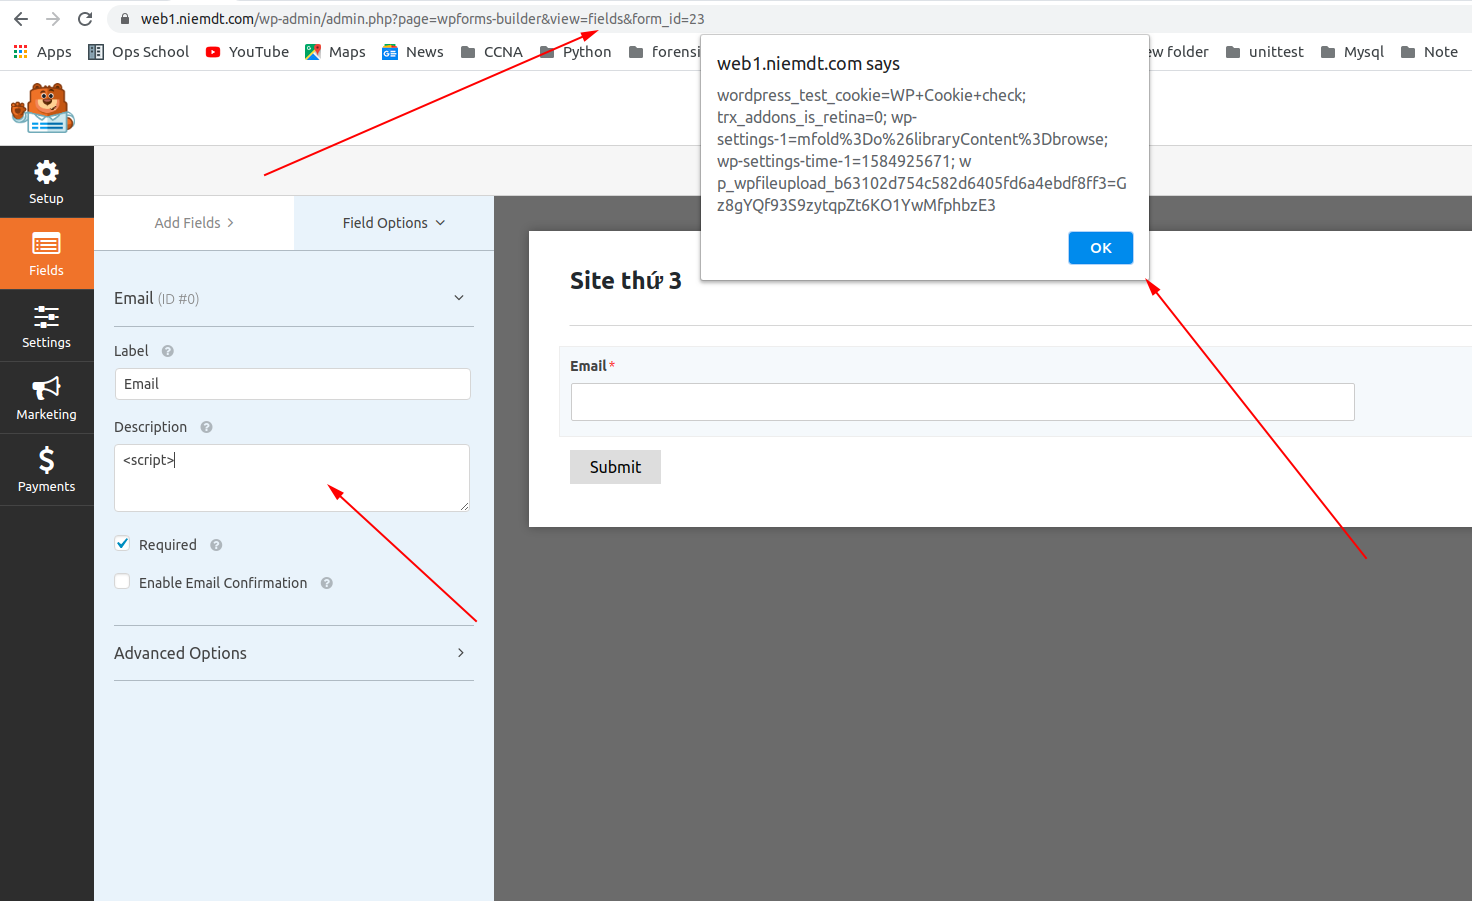 web1.niemdt.com/wp-admin/admin.php?page=wpforms-builder&view=fields&form_id=23
Apps Ops School YouTube Maps News CCNA Python forensi ew folder unittest Mysql Note
web1.niemdt.com says
wordpress_test_cookie=WP+Cookie+check;
trx_addons_is_retina=0; wp-
settings-1=mfold%3Do%26libraryContent%3Dbrowse;
wp-settings-time-1=1584925671; w
p_wpfileupload_b63102d754c582d6405fd6a4ebdf8ff3=G
z8gYQf93S9zytqpZt6KO1YwMfphbzE3
OK
Setup
Fields
Settings
Marketing
Payments
Add Fields
Field Options
Email (ID #0)
Label
Email
Description
<script>
Required
Enable Email Confirmation
Advanced Options
Site thứ 3
Email *
Submit